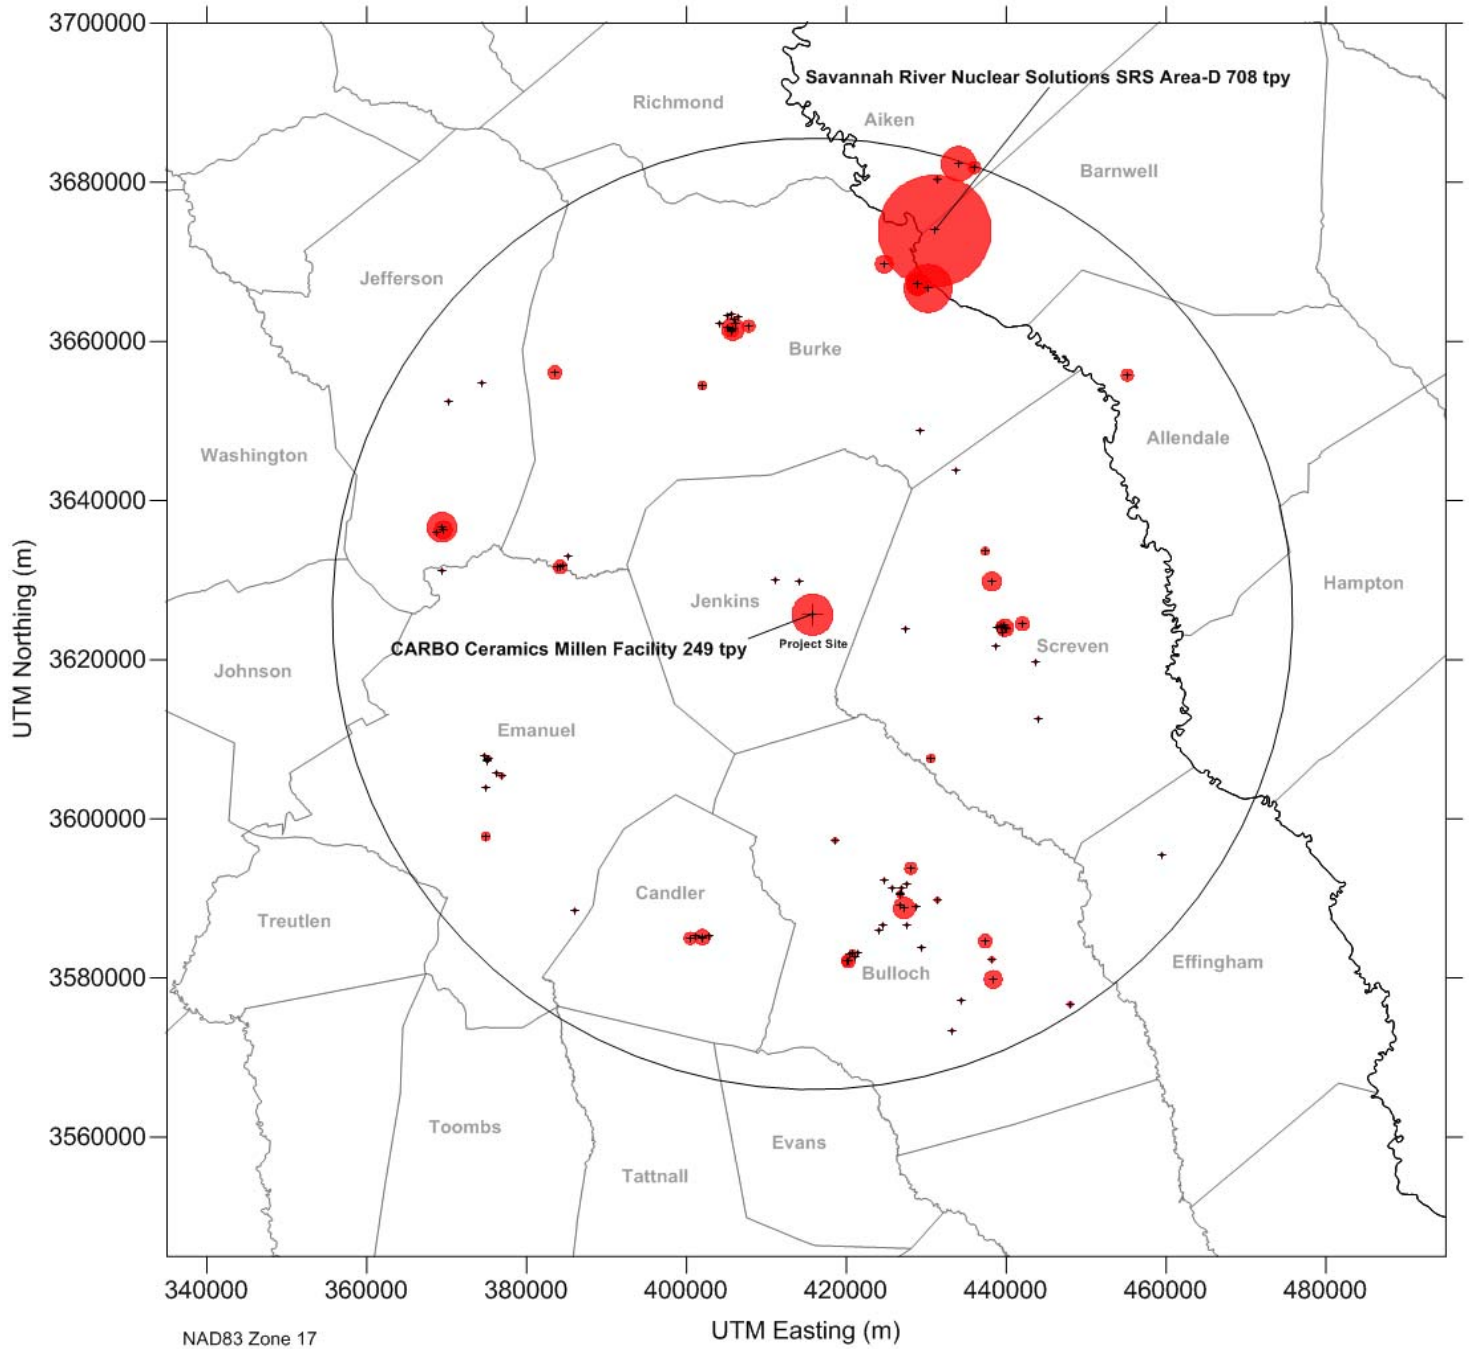 3700000
Savannah River Nuclear Solutions SRS Area-D 708 tpy
Richmond
Aiken
Barnwell
3680000
Jefferson
3660000
Burke
Allendale
Washington
3640000
UTM Northing (m)
Hampton
Jenkins
CARBO Ceramics Millen Facility 249 tpy
Project Site
Screven
3620000
Johnson
Emanuel
3600000
Candler
Treutlen
Bulloch
Effingham
3580000
Toombs
Evans
Tattnall
3560000
340000 360000 380000 400000 420000 440000 460000 480000
UTM Easting (m)
NAD83 Zone 17